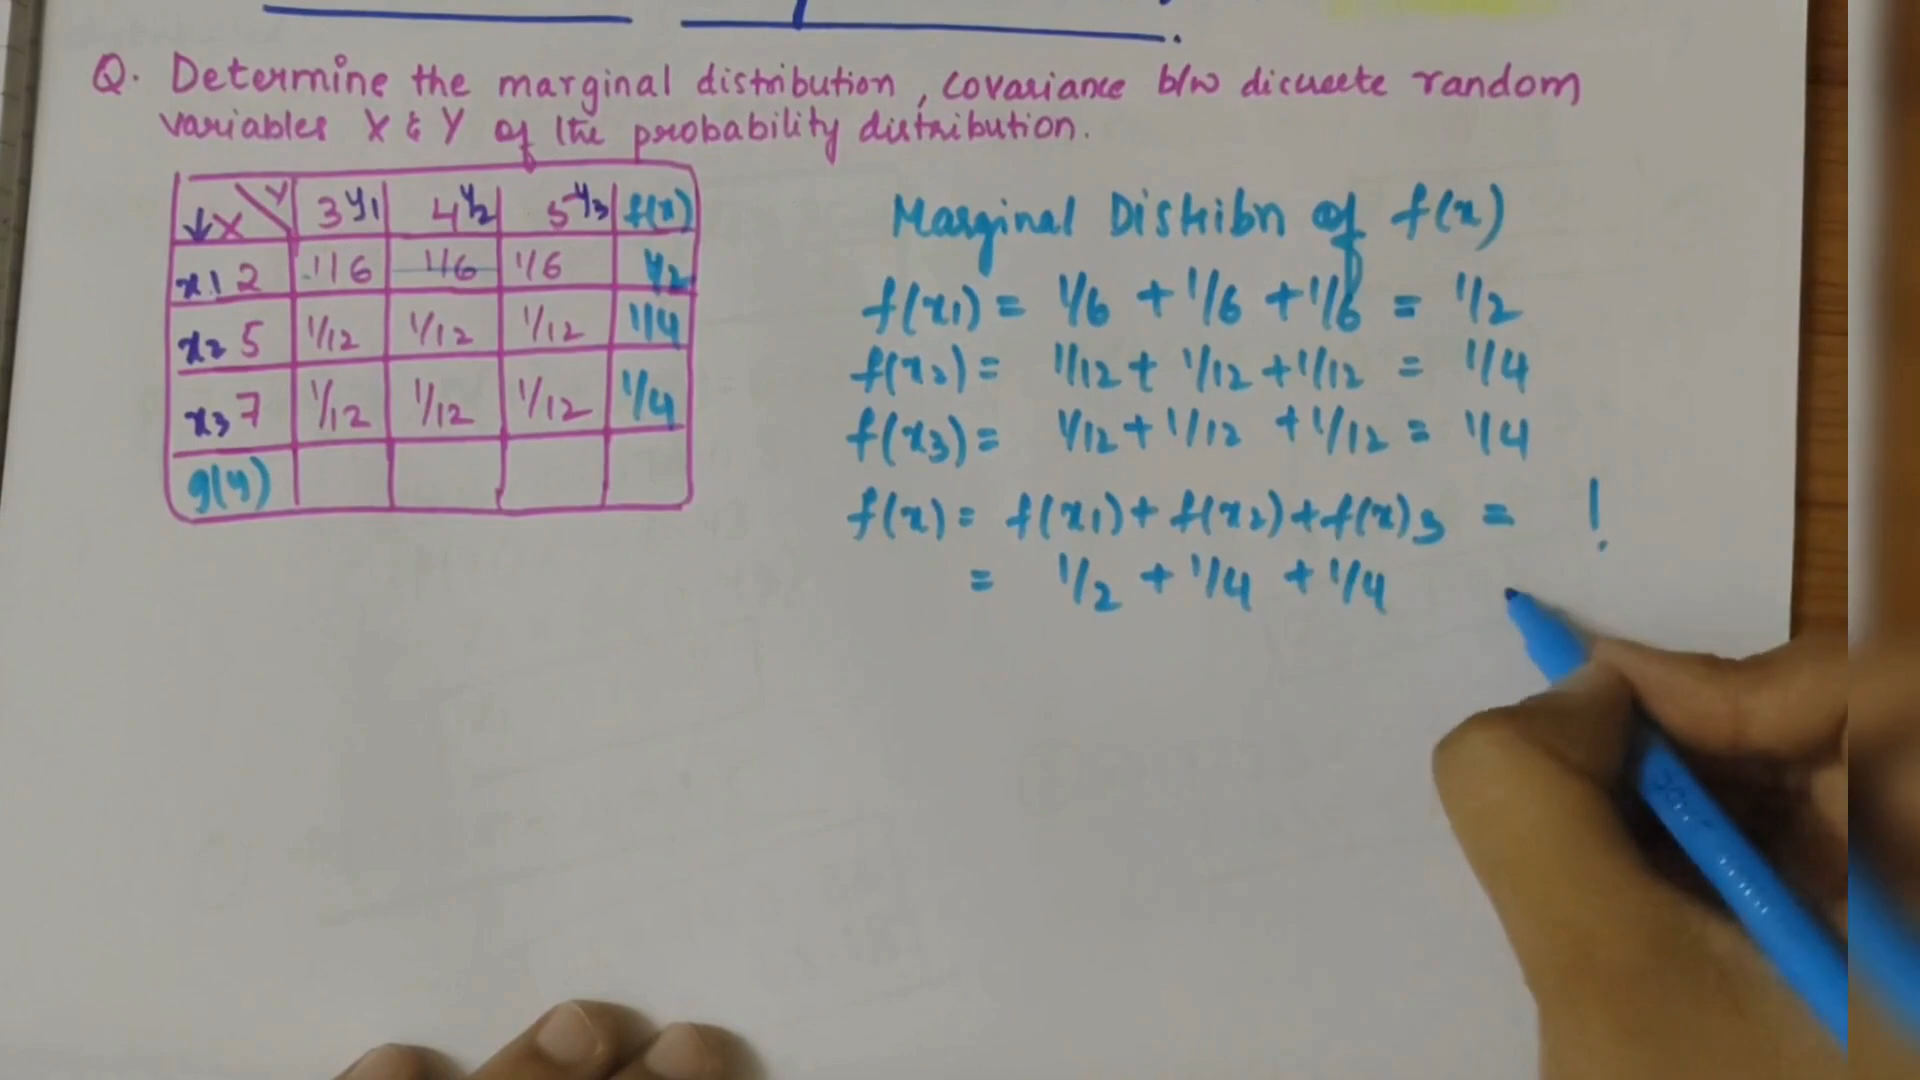 Q. Determine the marginal distribution, covariance b/w dicrete random
variables X & Y of the probability distribution.
↓X Y 3 y1 4 y2 5 y3 f(x)
x1 2 1/6 1/6 1/6 1/2
x2 5 1/12 1/12 1/12 1/4
x3 7 1/12 1/12 1/12 1/4
g(y)
Marginal Distribn of f(x)
f(x1) = 1/6 + 1/6 + 1/6 = 1/2
f(x2) = 1/12 + 1/12 + 1/12 = 1/4
f(x3) = 1/12 + 1/12 + 1/12 = 1/4
f(x) = f(x1) + f(x2) + f(x)3 = 1.
= 1/2 + 1/4 + 1/4